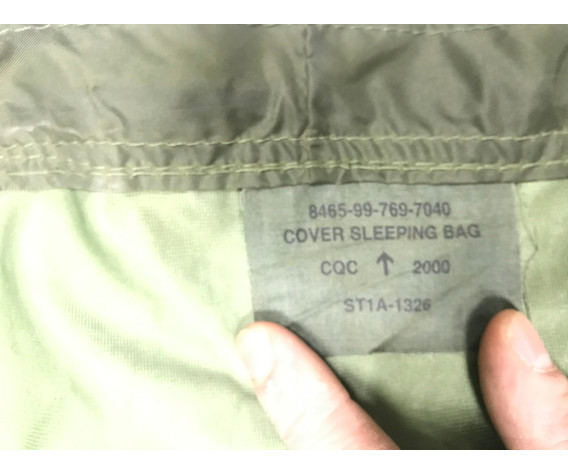 8465-99-769-7040
COVER SLEEPING BAG
CQC ↑ 2000
ST1A-1326